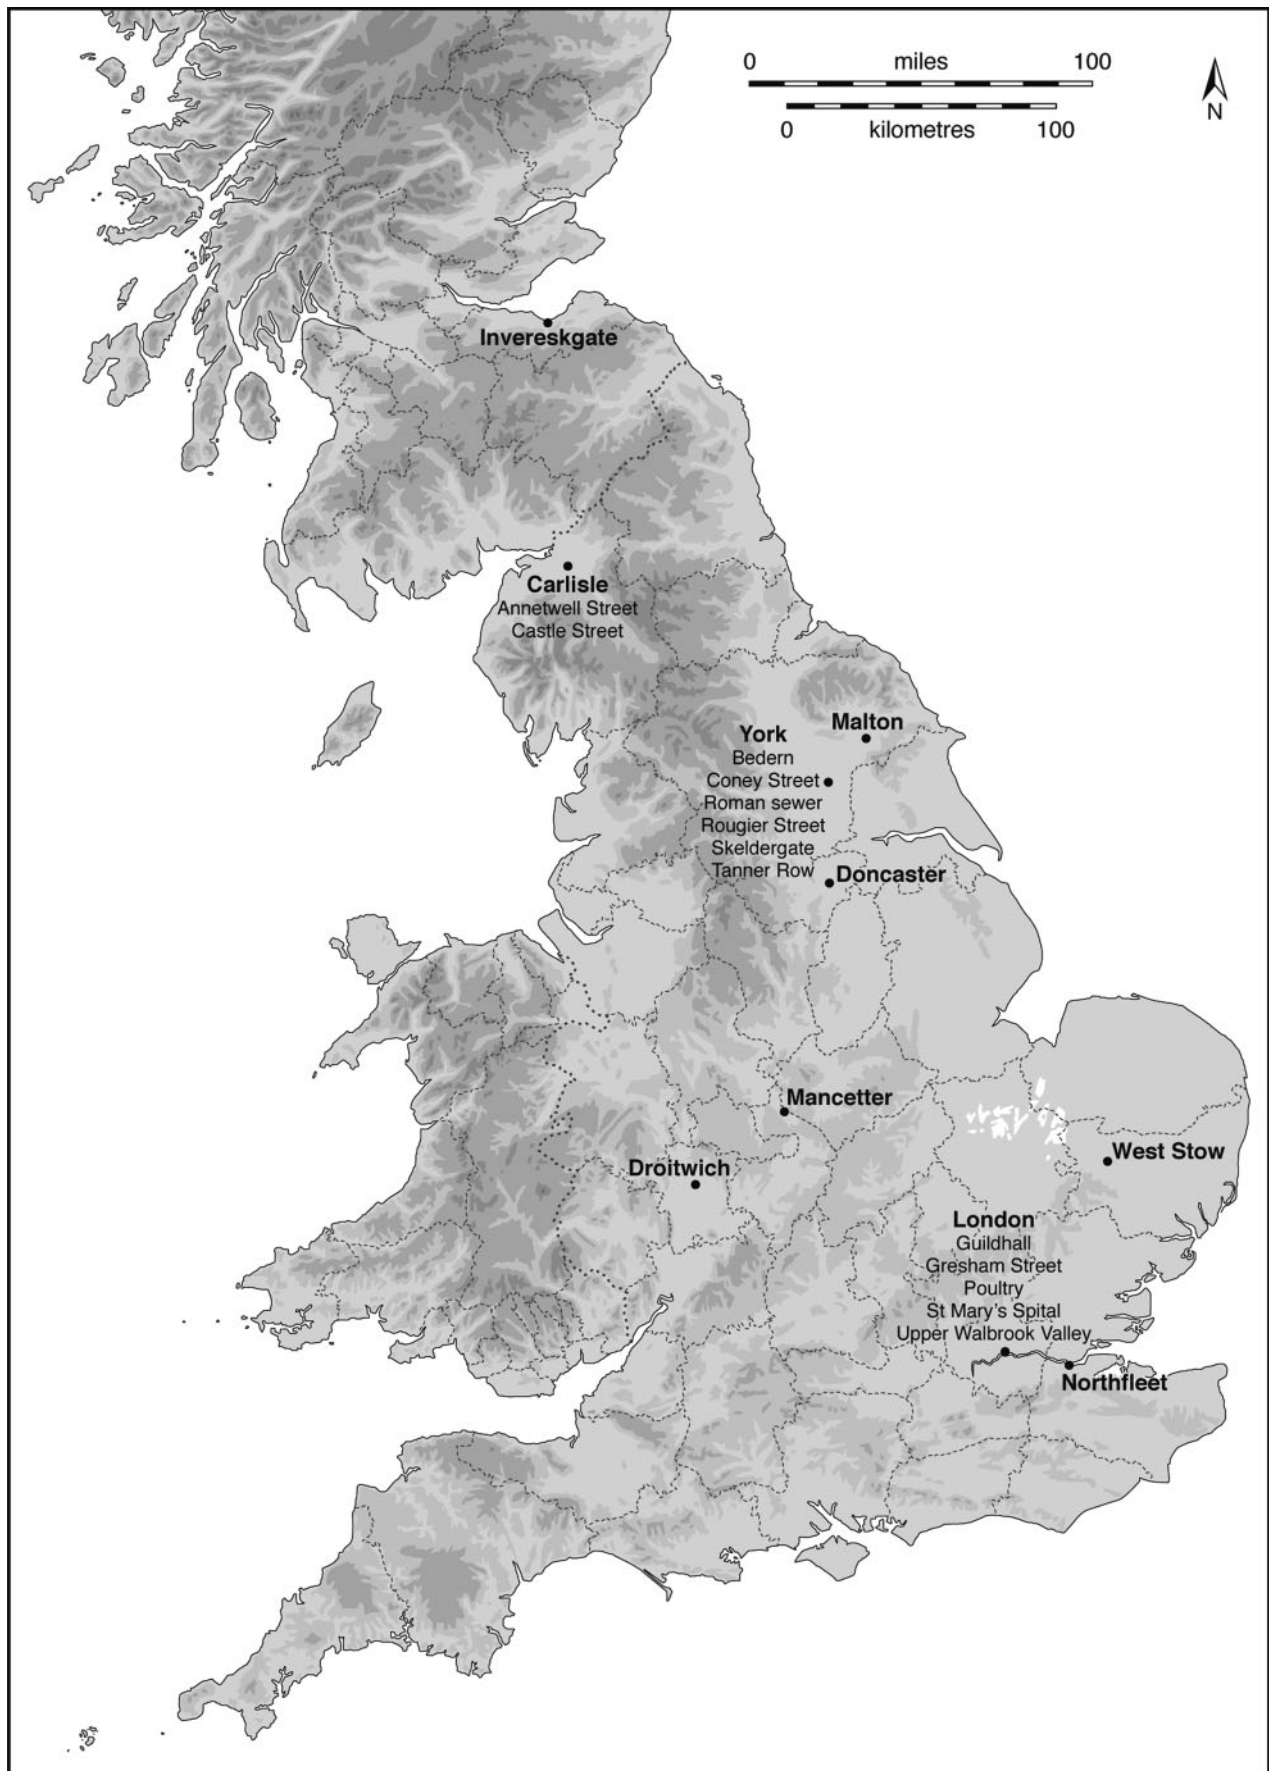 0 miles 100
0 kilometres 100
N
Invereskgate
Carlisle
Annetwell Street
Castle Street
Malton
York
Bedern
Coney Street
Roman sewer
Rougier Street
Skeldergate
Tanner Row
Doncaster
Mancetter
West Stow
Droitwich
London
Guildhall
Gresham Street
Poultry
St Mary's Spital
Upper Walbrook Valley
Northfleet